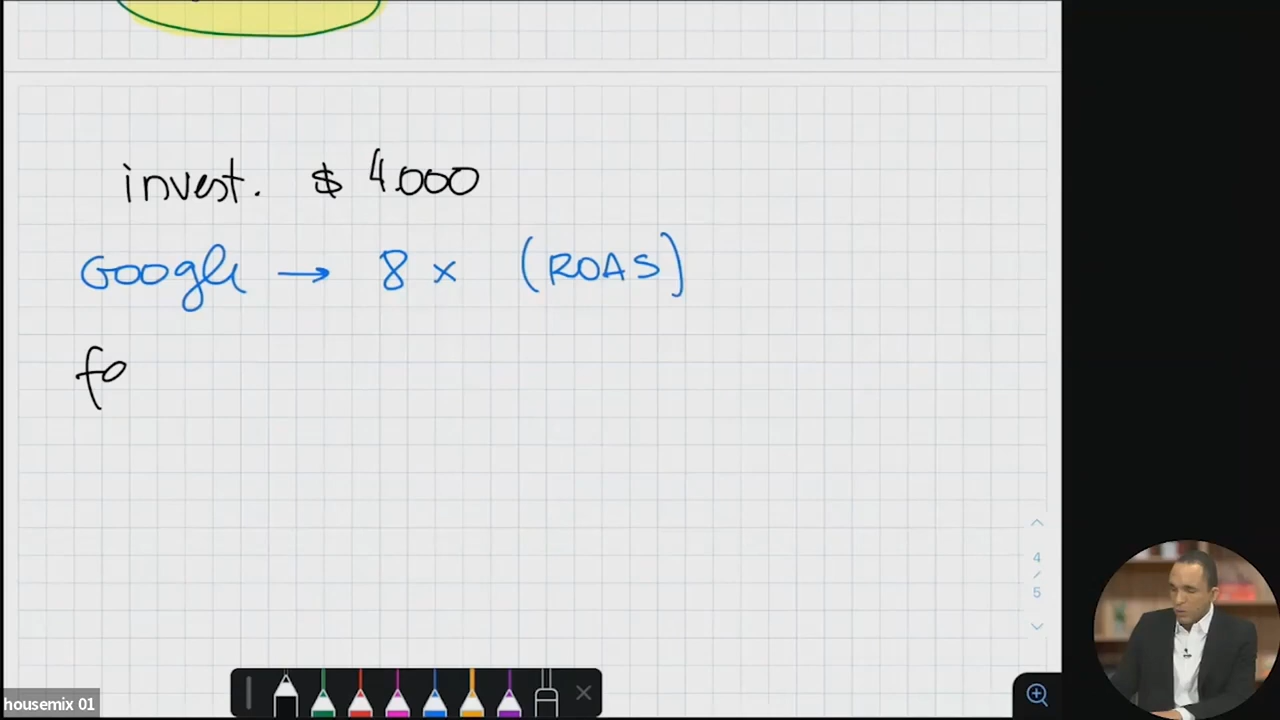 invest. $ 4.000
Google → 8 x (ROAS)
fo
4
/
5
housemix 01